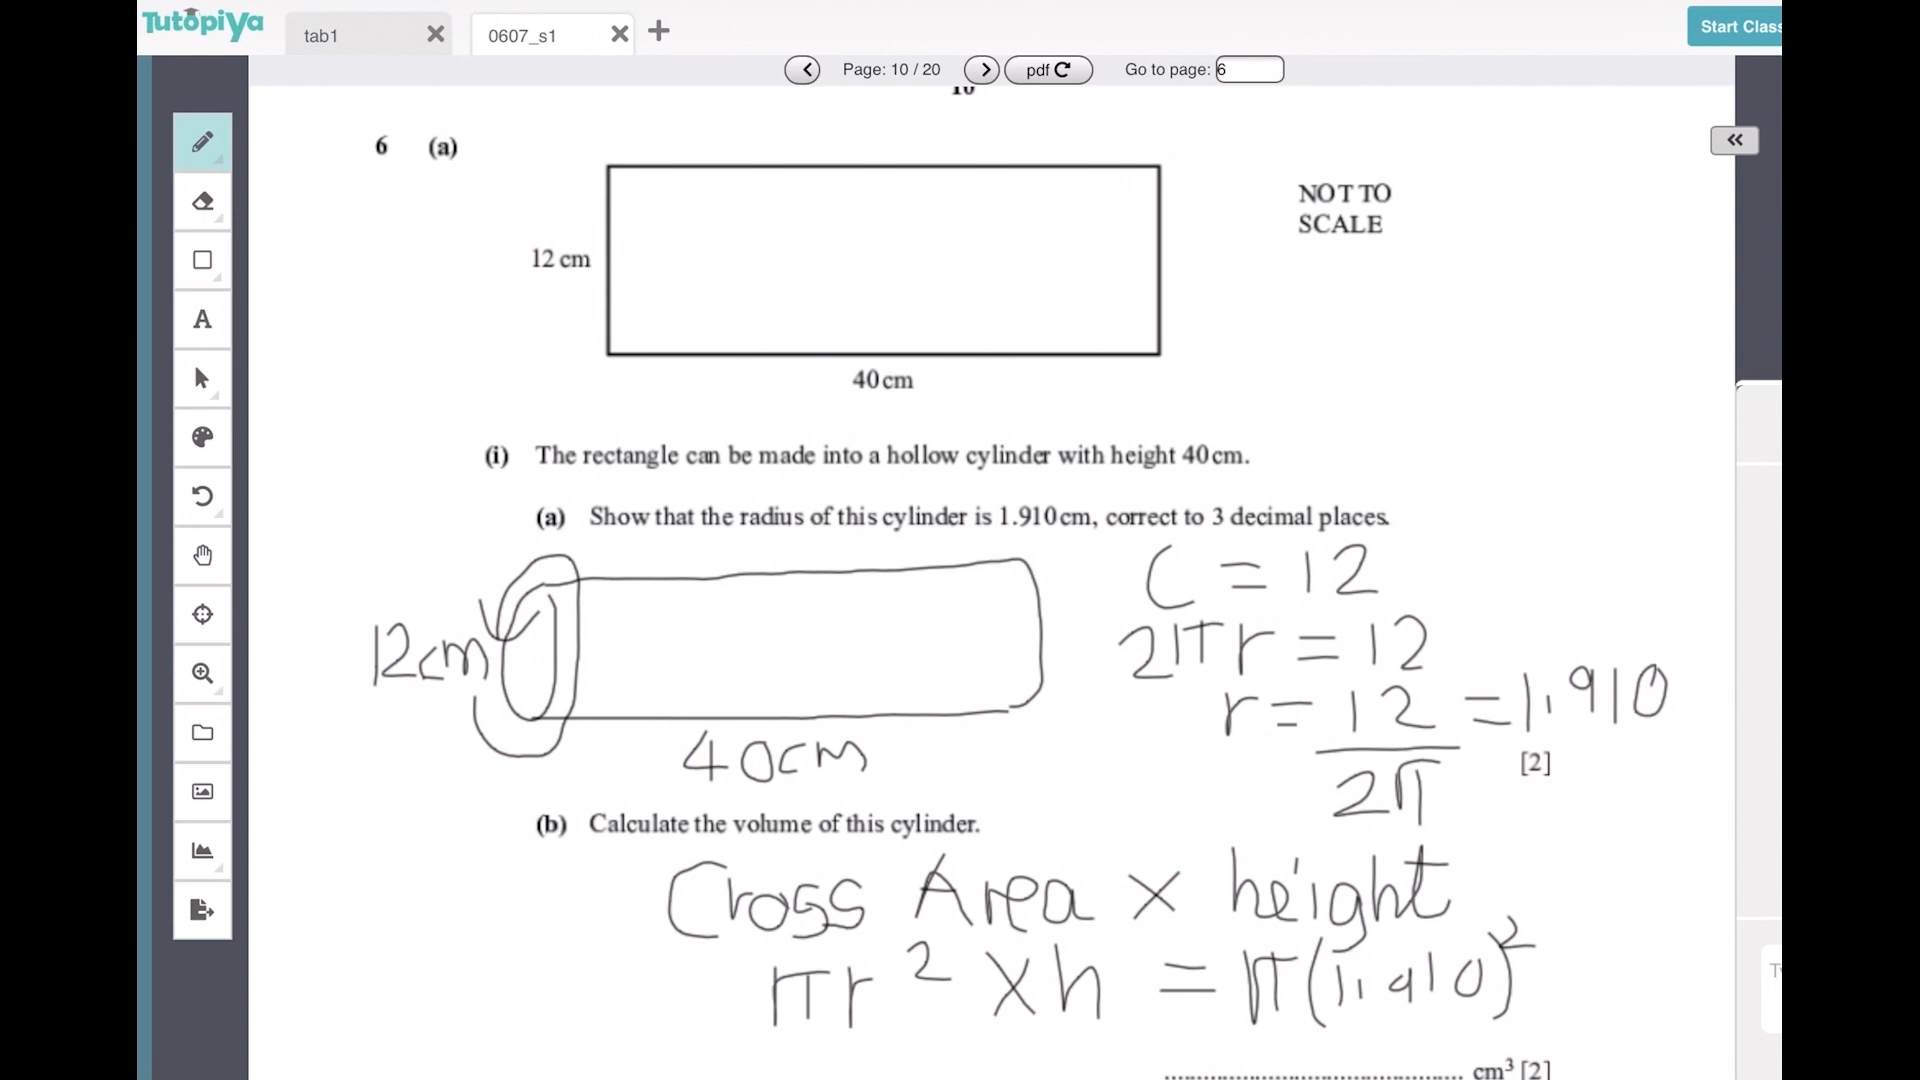 TutopiYa
tab1
0607_s1
Start Clas
Page: 10 / 20
pdf
Go to page: 6
10
6 (a)
NOT TO
SCALE
12 cm
40 cm
(i) The rectangle can be made into a hollow cylinder with height 40 cm.
(a) Show that the radius of this cylinder is 1.910 cm, correct to 3 decimal places.
C = 12
12cm
2πr = 12
r = 12/2π = 1.910
40cm
[2]
(b) Calculate the volume of this cylinder.
Cross Area × height
πr² × h = π(1.910)²
cm³ [2]